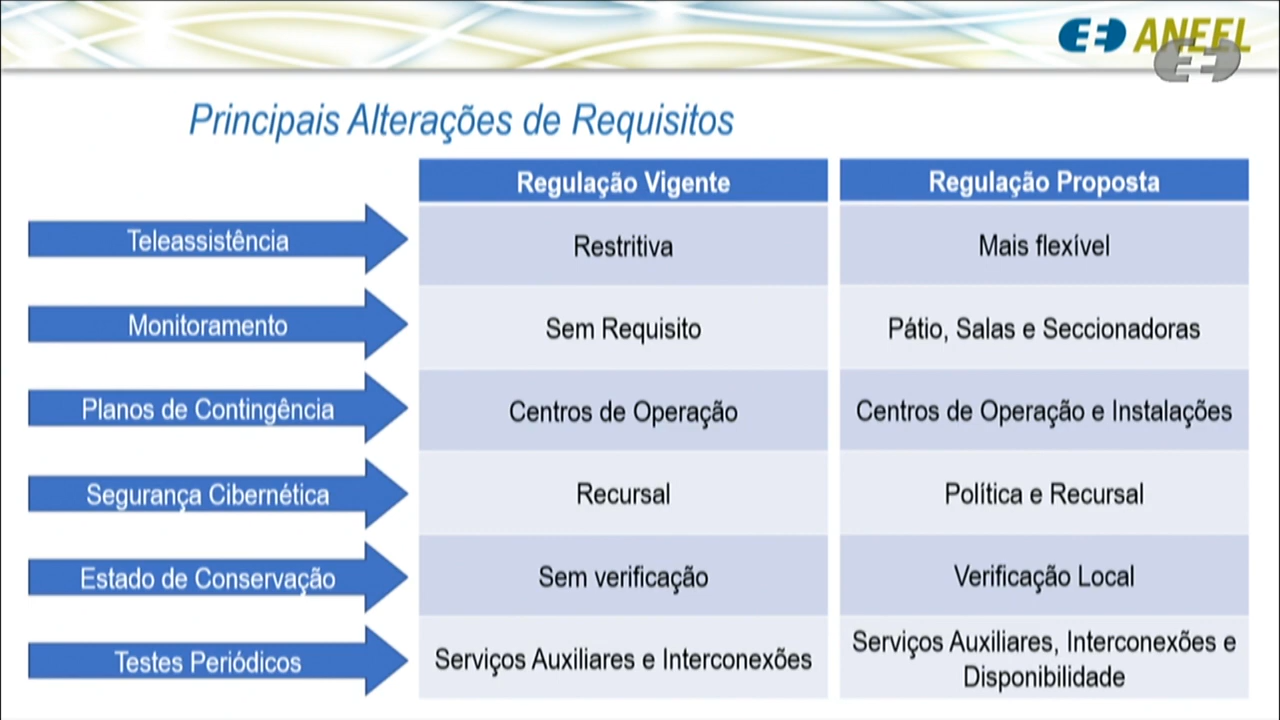 ANEEL
Principais Alterações de Requisitos
Regulação Vigente
Regulação Proposta
Teleassistência
Restritiva
Mais flexível
Monitoramento
Sem Requisito
Pátio, Salas e Seccionadoras
Planos de Contingência
Centros de Operação
Centros de Operação e Instalações
Segurança Cibernética
Recursal
Política e Recursal
Estado de Conservação
Sem verificação
Verificação Local
Testes Periódicos
Serviços Auxiliares e Interconexões
Serviços Auxiliares, Interconexões e
Disponibilidade